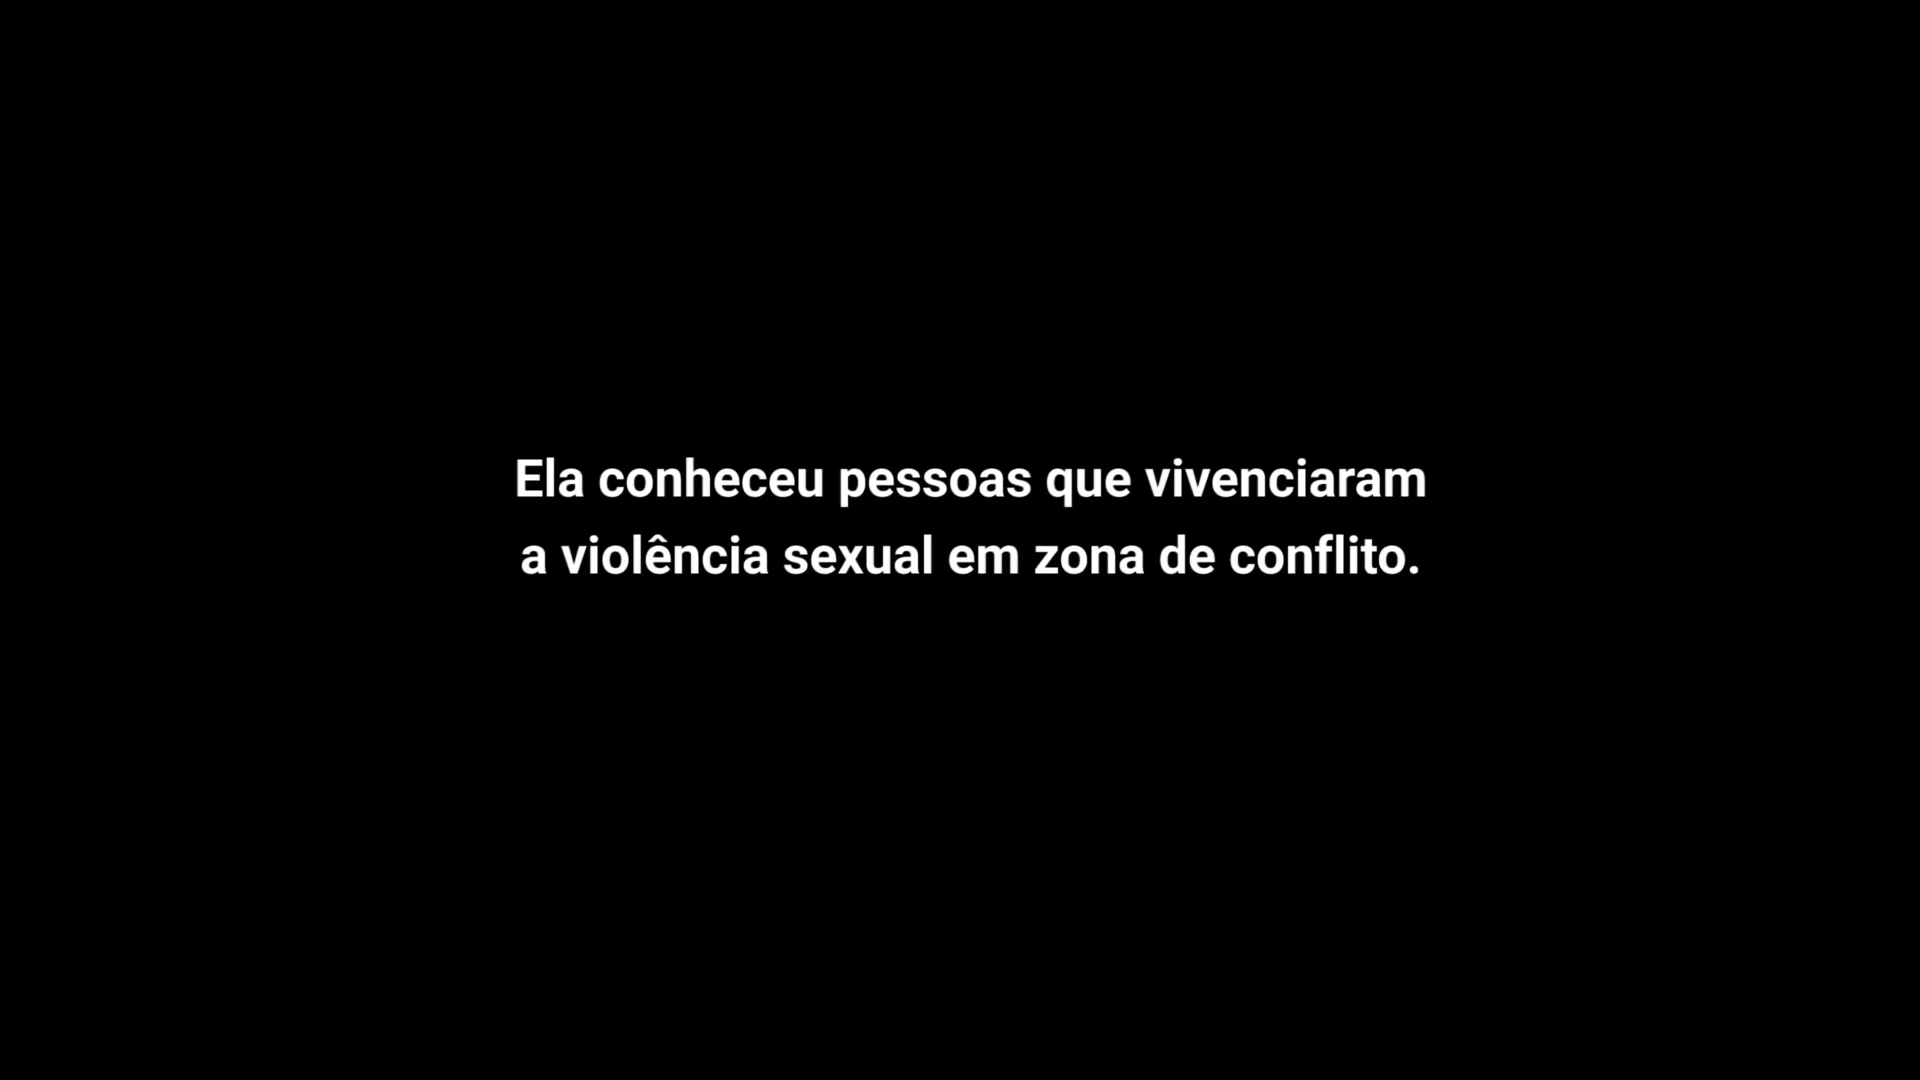 Ela conheceu pessoas que vivenciaram
a violência sexual em zona de conflito.